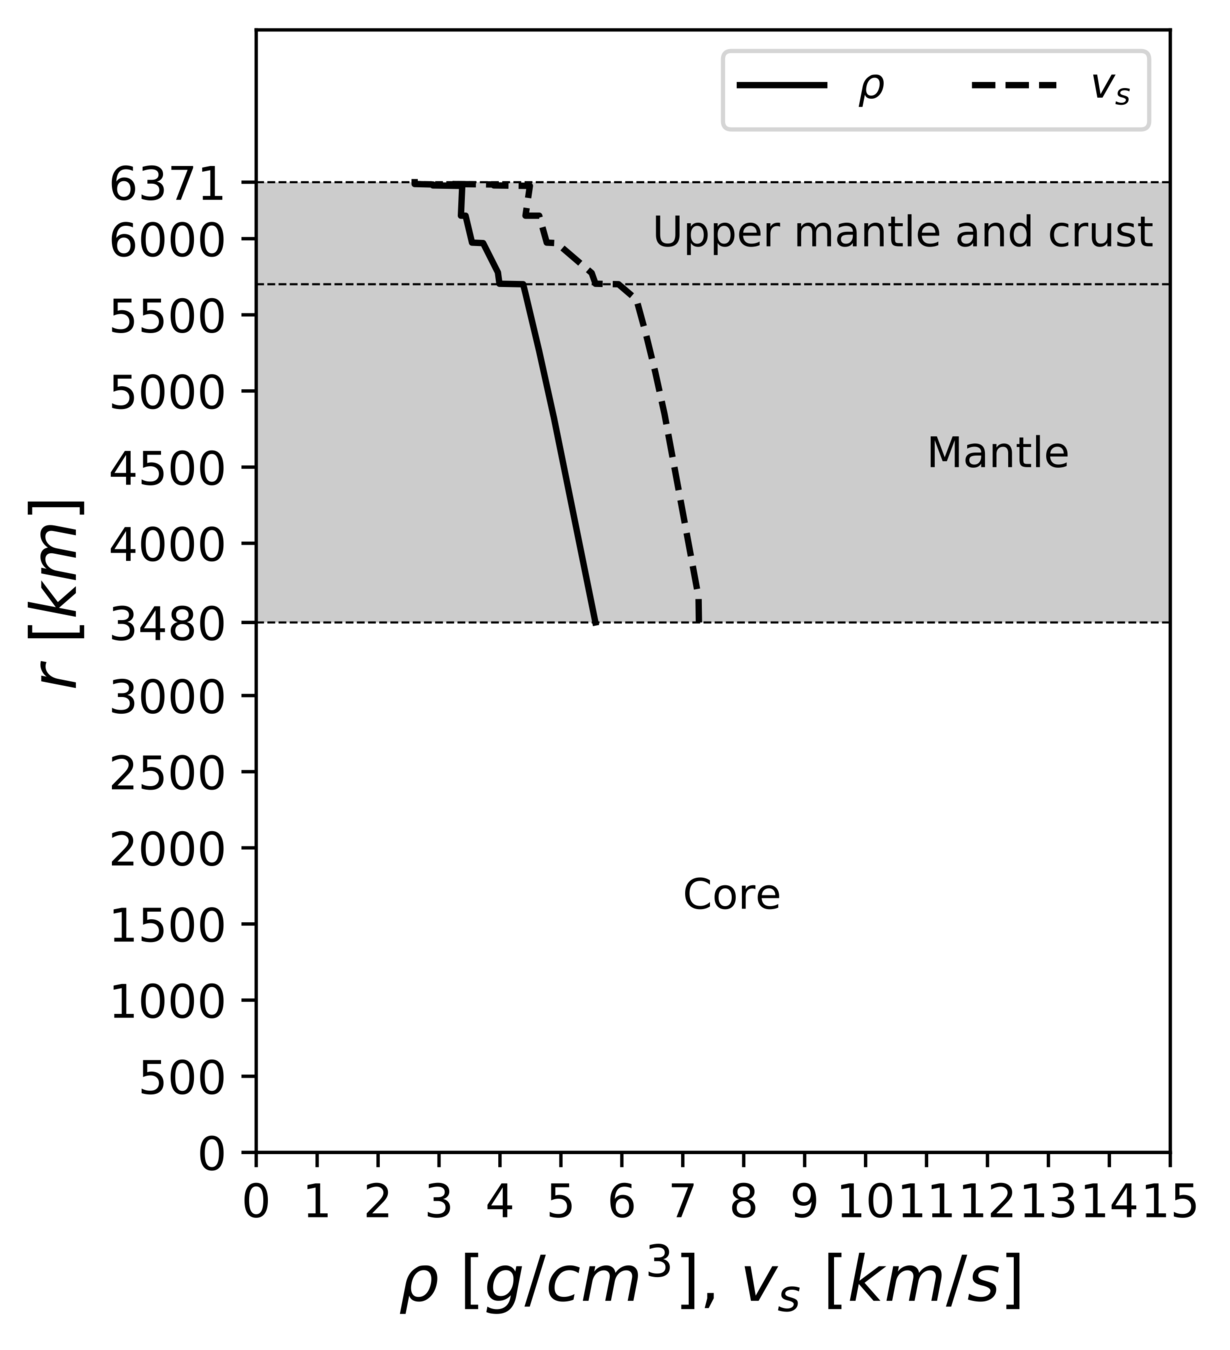 ρ v_s
6371
Upper mantle and crust
6000
5500
5000
Mantle
4500
4000
3480
3000
2500
2000
Core
1500
1000
500
0
r [km]
0 1 2 3 4 5 6 7 8 9 10 11 12 13 14 15
ρ [g/cm³], v_s [km/s]